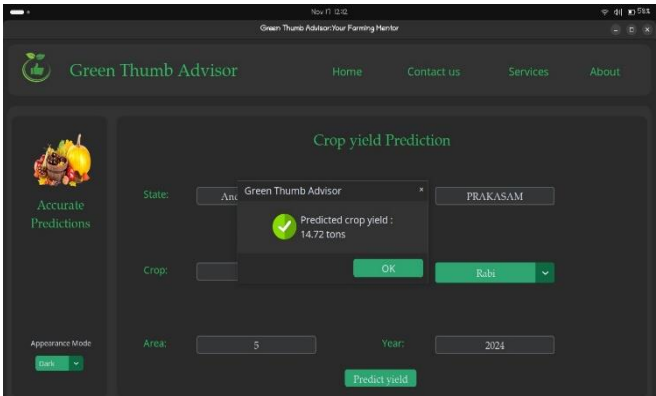 Nov 17 12:12
58%
Green Thumb Advisor:Your Farming Mentor
Green Thumb Advisor
Home
Contact us
Services
About
Crop yield Prediction
Accurate
Predictions
State:
PRAKASAM
Green Thumb Advisor
Predicted crop yield :
14.72 tons
OK
Crop:
Rabi
Appearance Mode
Dark
Area:
5
Year:
2024
Predict yield